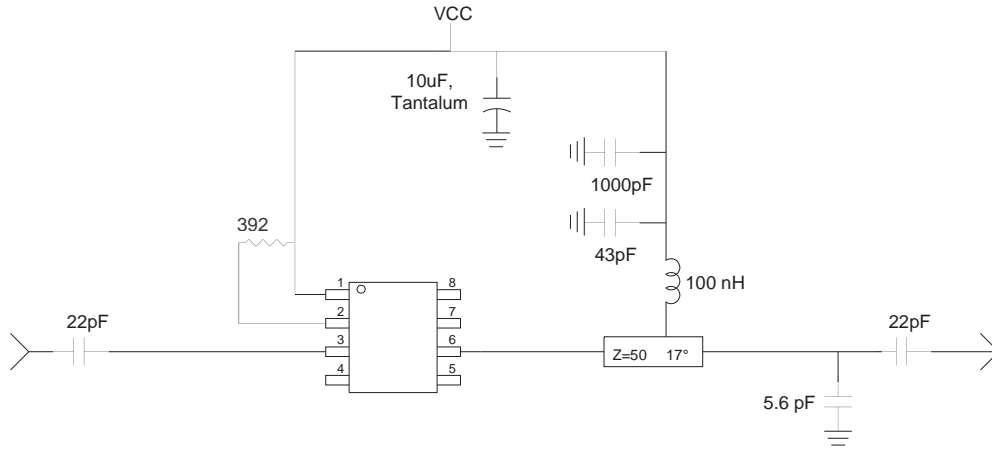 VCC
10uF,
Tantalum
1000pF
392
43pF
100 nH
1 8
2 7
3 6
4 5
22pF
Z=50 17°
22pF
5.6 pF